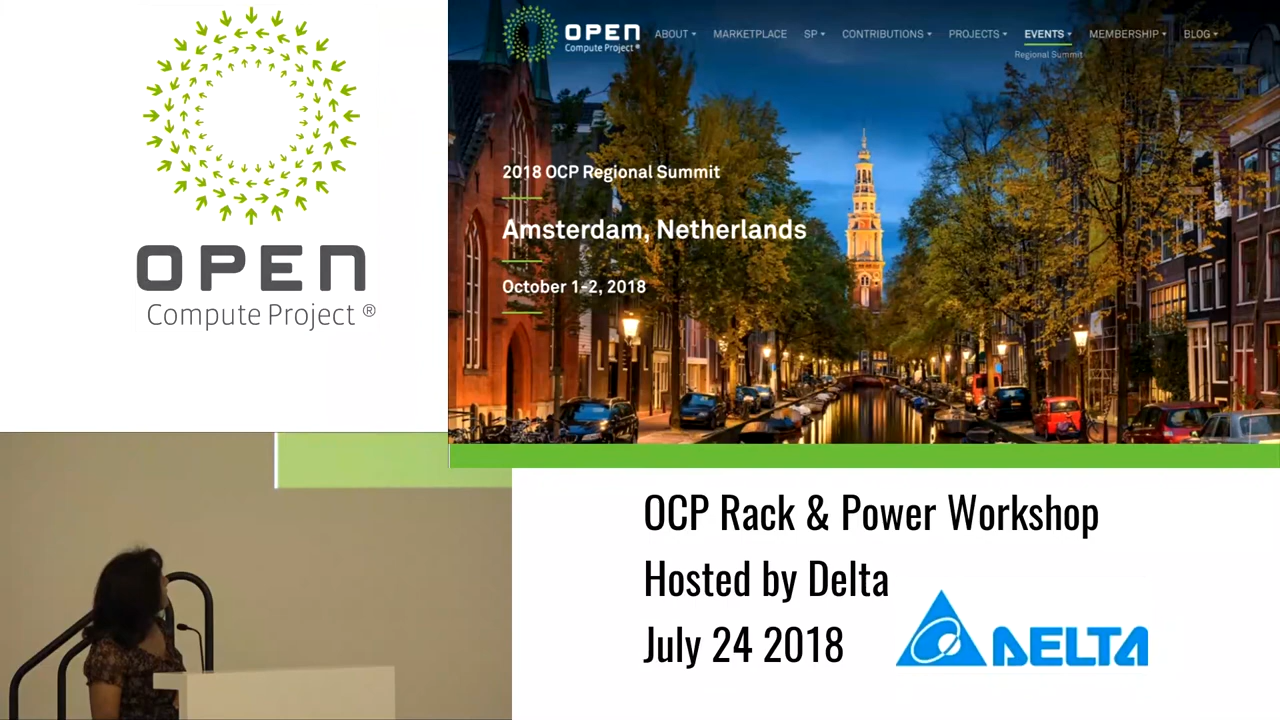 OPEN
Compute Project ®
OPEN
Compute Project ®
ABOUT MARKETPLACE SP CONTRIBUTIONS PROJECTS EVENTS MEMBERSHIP BLOG
Regional Summit
2018 OCP Regional Summit
Amsterdam, Netherlands
October 1-2, 2018
OCP Rack & Power Workshop
Hosted by Delta
July 24 2018
DELTA